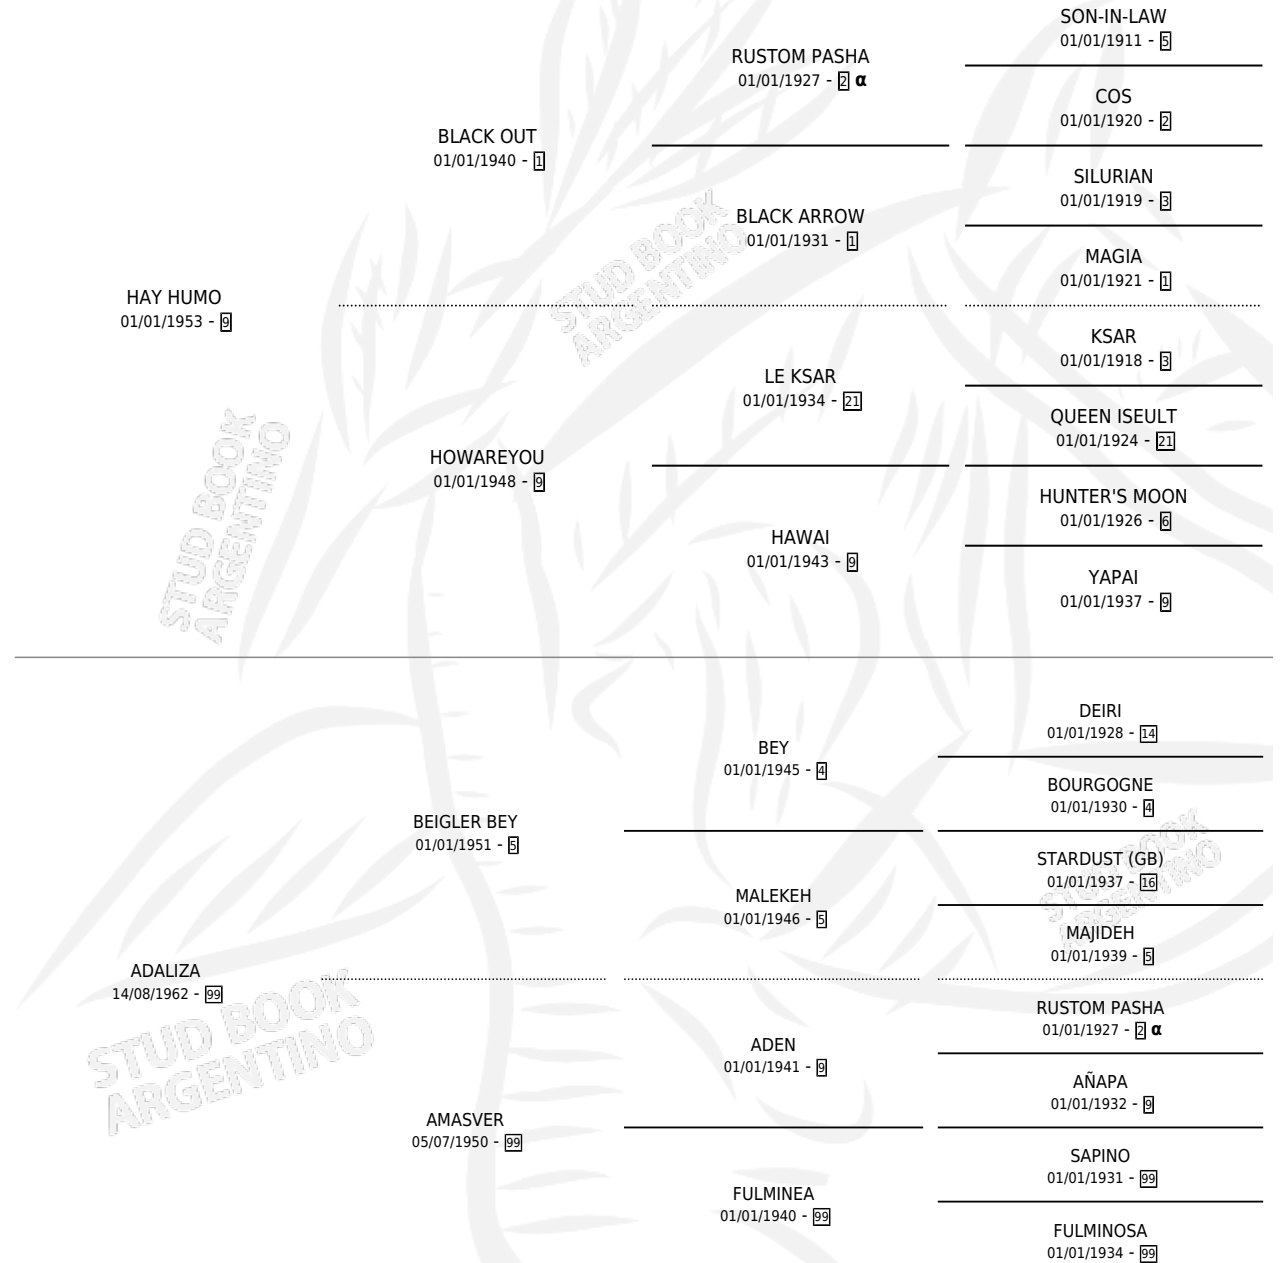 SON-IN-LAW
01/01/1911 - 5
RUSTOM PASHA
01/01/1927 - 2 α
COS
01/01/1920 - 2
BLACK OUT
01/01/1940 - 1
SILURIAN
01/01/1919 - 3
BLACK ARROW
01/01/1931 - 1
MAGIA
01/01/1921 - 1
HAY HUMO
01/01/1953 - 9
KSAR
01/01/1918 - 3
LE KSAR
01/01/1934 - 21
QUEEN ISEULT
01/01/1924 - 21
HOWAREYOU
01/01/1948 - 9
HUNTER'S MOON
01/01/1926 - 6
HAWAI
01/01/1943 - 9
YAPAI
01/01/1937 - 9
DEIRI
01/01/1928 - 14
BEY
01/01/1945 - 4
BOURGOGNE
01/01/1930 - 4
BEIGLER BEY
01/01/1951 - 5
STARDUST (GB)
01/01/1937 - 16
MALEKEH
01/01/1946 - 5
MAJIDEH
01/01/1939 - 5
ADALIZA
14/08/1962 - 99
RUSTOM PASHA
01/01/1927 - 2 α
ADEN
01/01/1941 - 9
AÑAPA
01/01/1932 - 9
AMASVER
05/07/1950 - 99
SAPINO
01/01/1931 - 99
FULMINEA
01/01/1940 - 99
FULMINOSA
01/01/1934 - 99
STUD BOOK
ARGENTINO
STUD BOOK
ARGENTINO
STUD BOOK
ARGENTINO
STUD BOOK
ARGENTINO